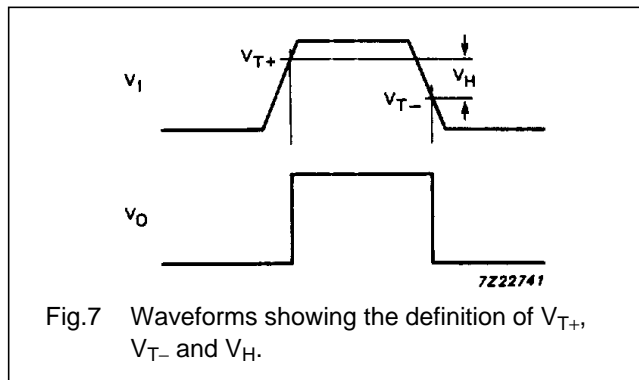 V_T+
V_I
V_H
V_T−
V_O
7Z22741
Fig.7 Waveforms showing the definition of V_T+,
V_T− and V_H.